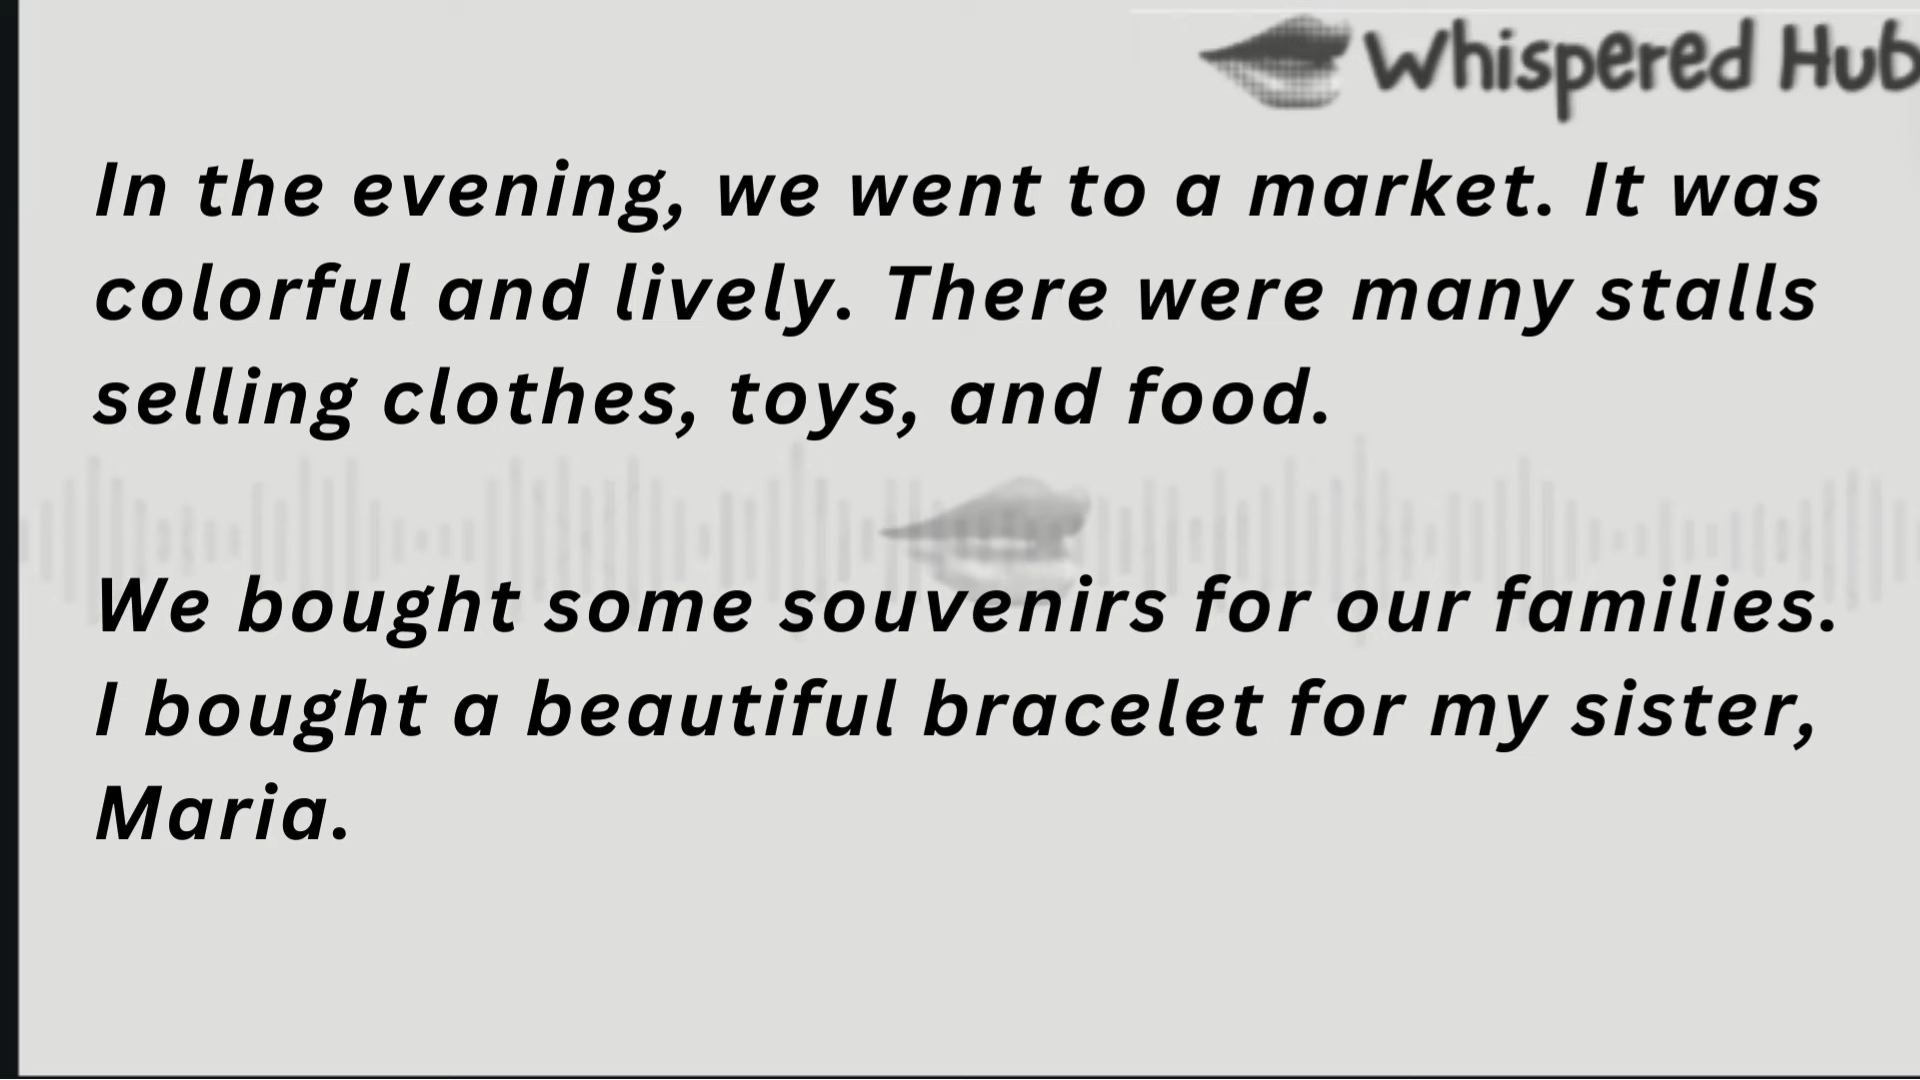 Whispered Hub
In the evening, we went to a market. It was
colorful and lively. There were many stalls
selling clothes, toys, and food.
We bought some souvenirs for our families.
I bought a beautiful bracelet for my sister,
Maria.